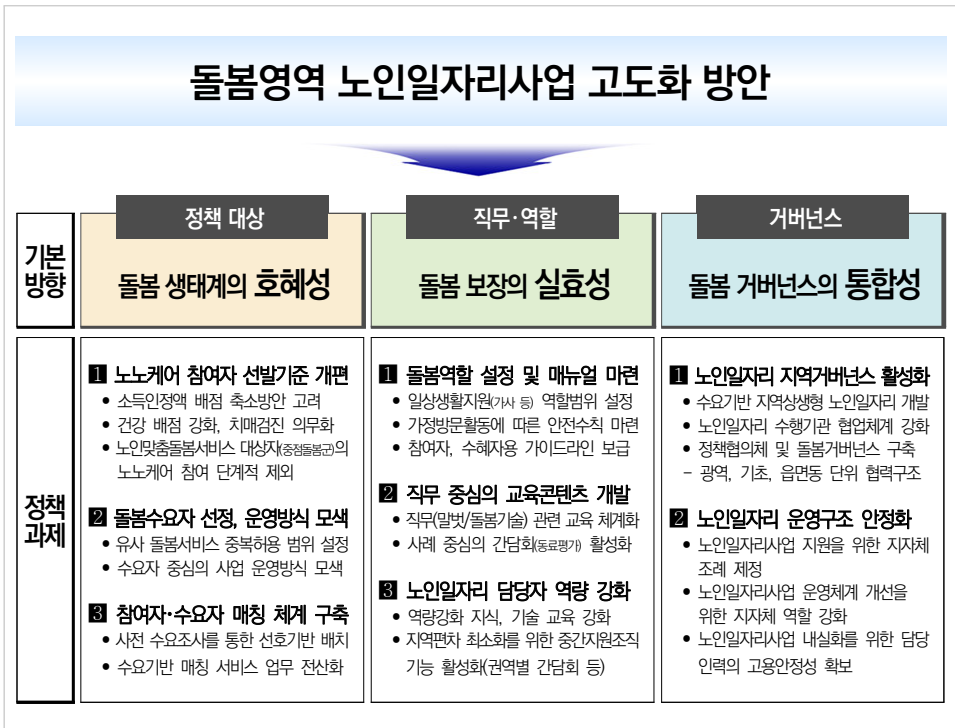 돌봄영역 노인일자리사업 고도화 방안
기본
방향
정책 대상
돌봄 생태계의 호혜성
직무·역할
돌봄 보장의 실효성
거버넌스
돌봄 거버넌스의 통합성
정책
과제
1 노노케어 참여자 선발기준 개편
• 소득인정액 배점 축소방안 고려
• 건강 배점 강화, 치매검진 의무화
• 노인맞춤돌봄서비스 대상자(중점돌봄군)의
노노케어 참여 단계적 제외
2 돌봄수요자 선정, 운영방식 모색
• 유사 돌봄서비스 중복허용 범위 설정
• 수요자 중심의 사업 운영방식 모색
3 참여자·수요자 매칭 체계 구축
• 사전 수요조사를 통한 선호기반 배치
• 수요기반 매칭 서비스 업무 전산화
1 돌봄역할 설정 및 매뉴얼 마련
• 일상생활지원(가사 등) 역할범위 설정
• 가정방문활동에 따른 안전수칙 마련
• 참여자, 수혜자용 가이드라인 보급
2 직무 중심의 교육콘텐츠 개발
• 직무(말벗/돌봄기술) 관련 교육 체계화
• 사례 중심의 간담회(동료평가) 활성화
3 노인일자리 담당자 역량 강화
• 역량강화 지식, 기술 교육 강화
• 지역편차 최소화를 위한 중간지원조직
기능 활성화(권역별 간담회 등)
1 노인일자리 지역거버넌스 활성화
• 수요기반 지역상생형 노인일자리 개발
• 노인일자리 수행기관 협업체계 강화
• 정책협의체 및 돌봄거버넌스 구축
- 광역, 기초, 읍면동 단위 협력구조
2 노인일자리 운영구조 안정화
• 노인일자리사업 지원을 위한 지자체
조례 제정
• 노인일자리사업 운영체계 개선을
위한 지자체 역할 강화
• 노인일자리사업 내실화를 위한 담당
인력의 고용안정성 확보